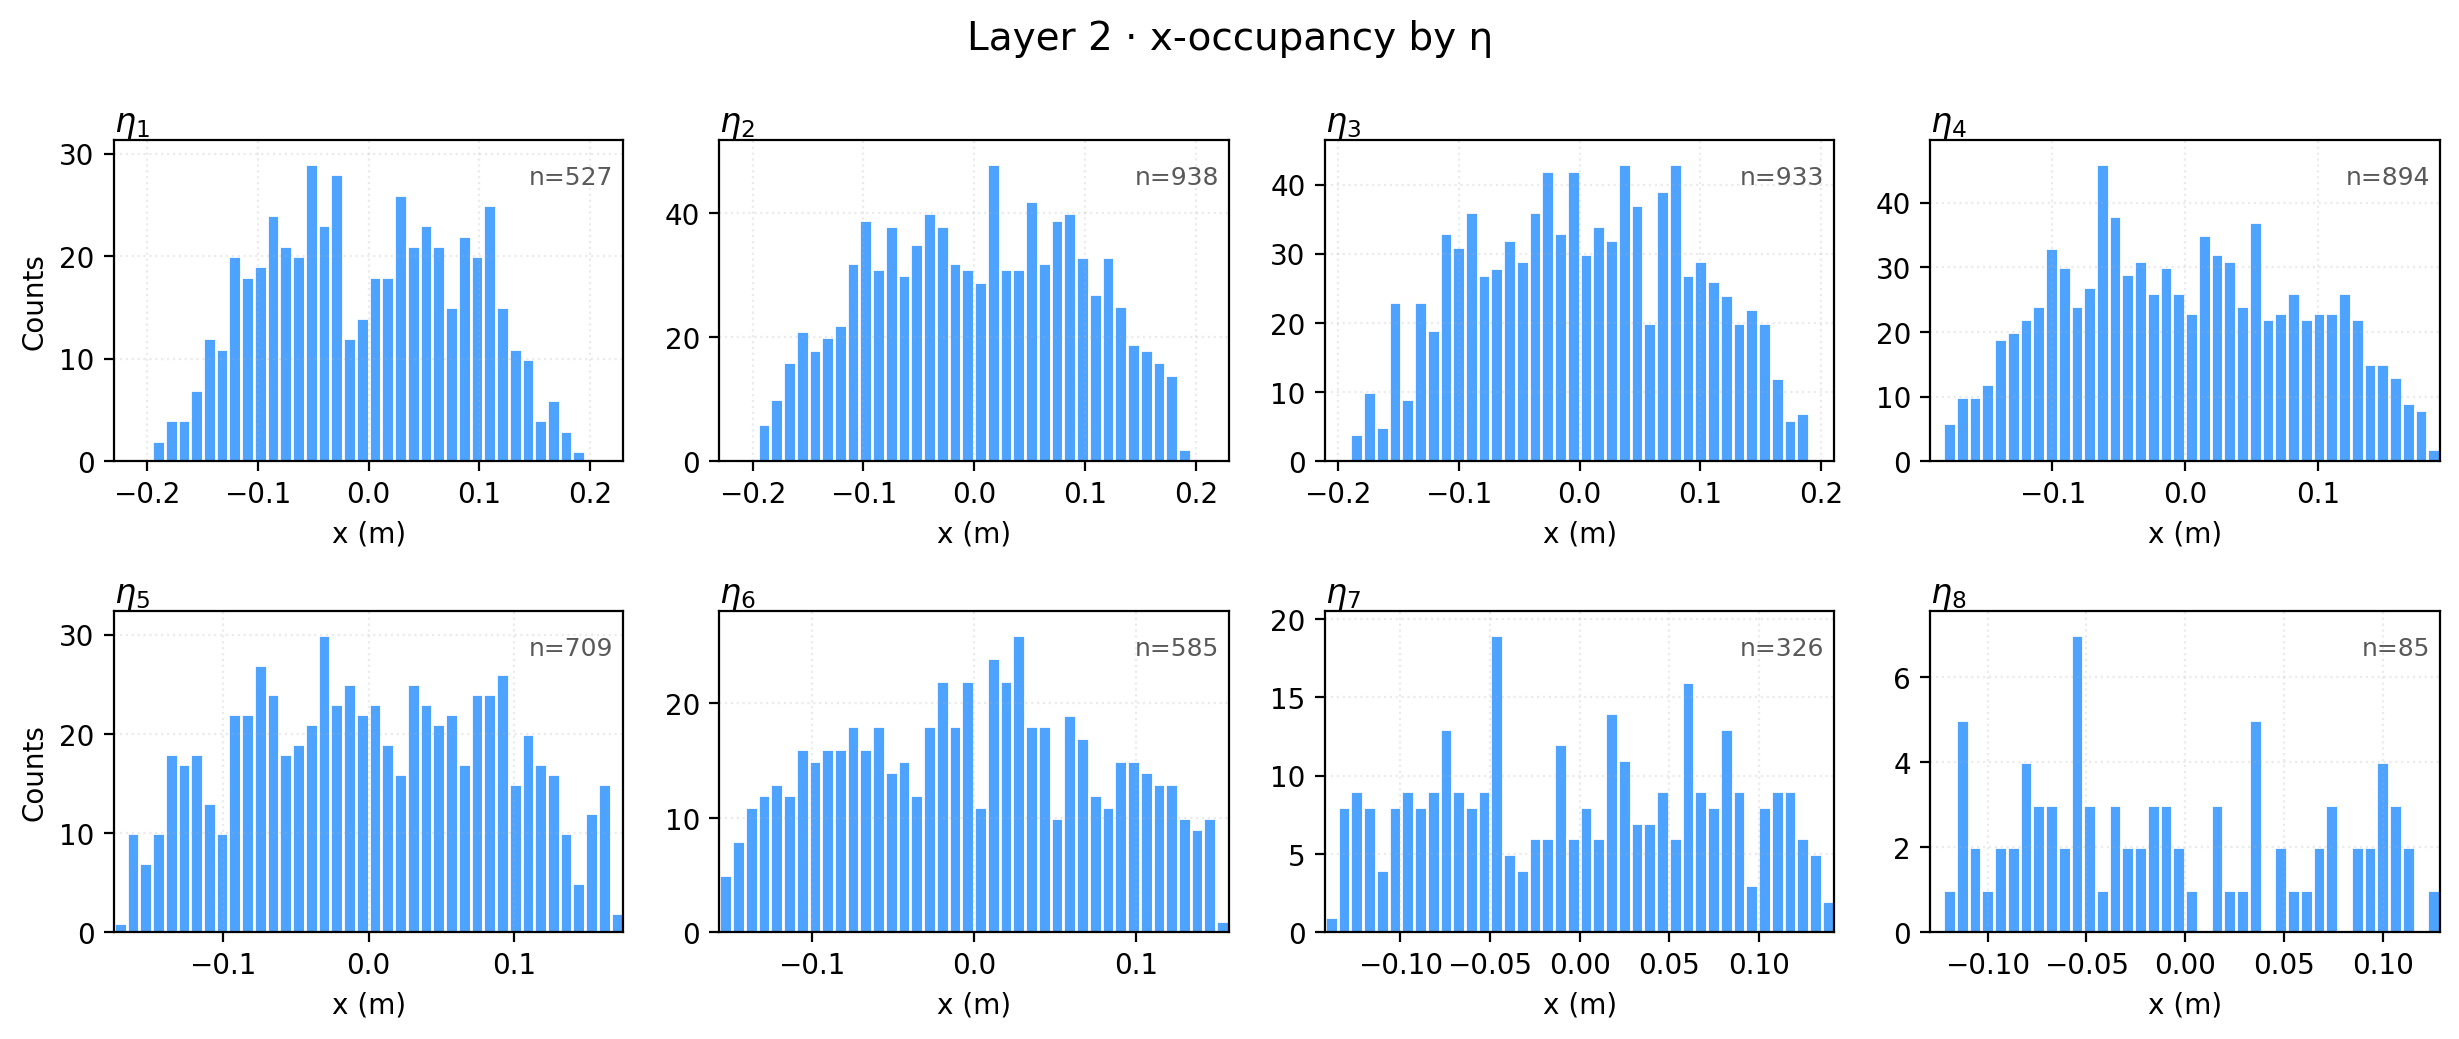 Layer 2 · x-occupancy by η
η1
η2
η3
η4
n=527
n=938
n=933
n=894
Counts
30
20
10
0
40
20
0
40
30
20
10
0
40
30
20
10
0
−0.2 −0.1 0.0 0.1 0.2
−0.2 −0.1 0.0 0.1 0.2
−0.2 −0.1 0.0 0.1 0.2
−0.1 0.0 0.1
x (m)
x (m)
x (m)
x (m)
η5
η6
η7
η8
n=709
n=585
n=326
n=85
Counts
30
20
10
0
20
10
0
20
15
10
5
0
6
4
2
0
−0.1 0.0 0.1
−0.1 0.0 0.1
−0.10 −0.05 0.00 0.05 0.10
−0.10 −0.05 0.00 0.05 0.10
x (m)
x (m)
x (m)
x (m)